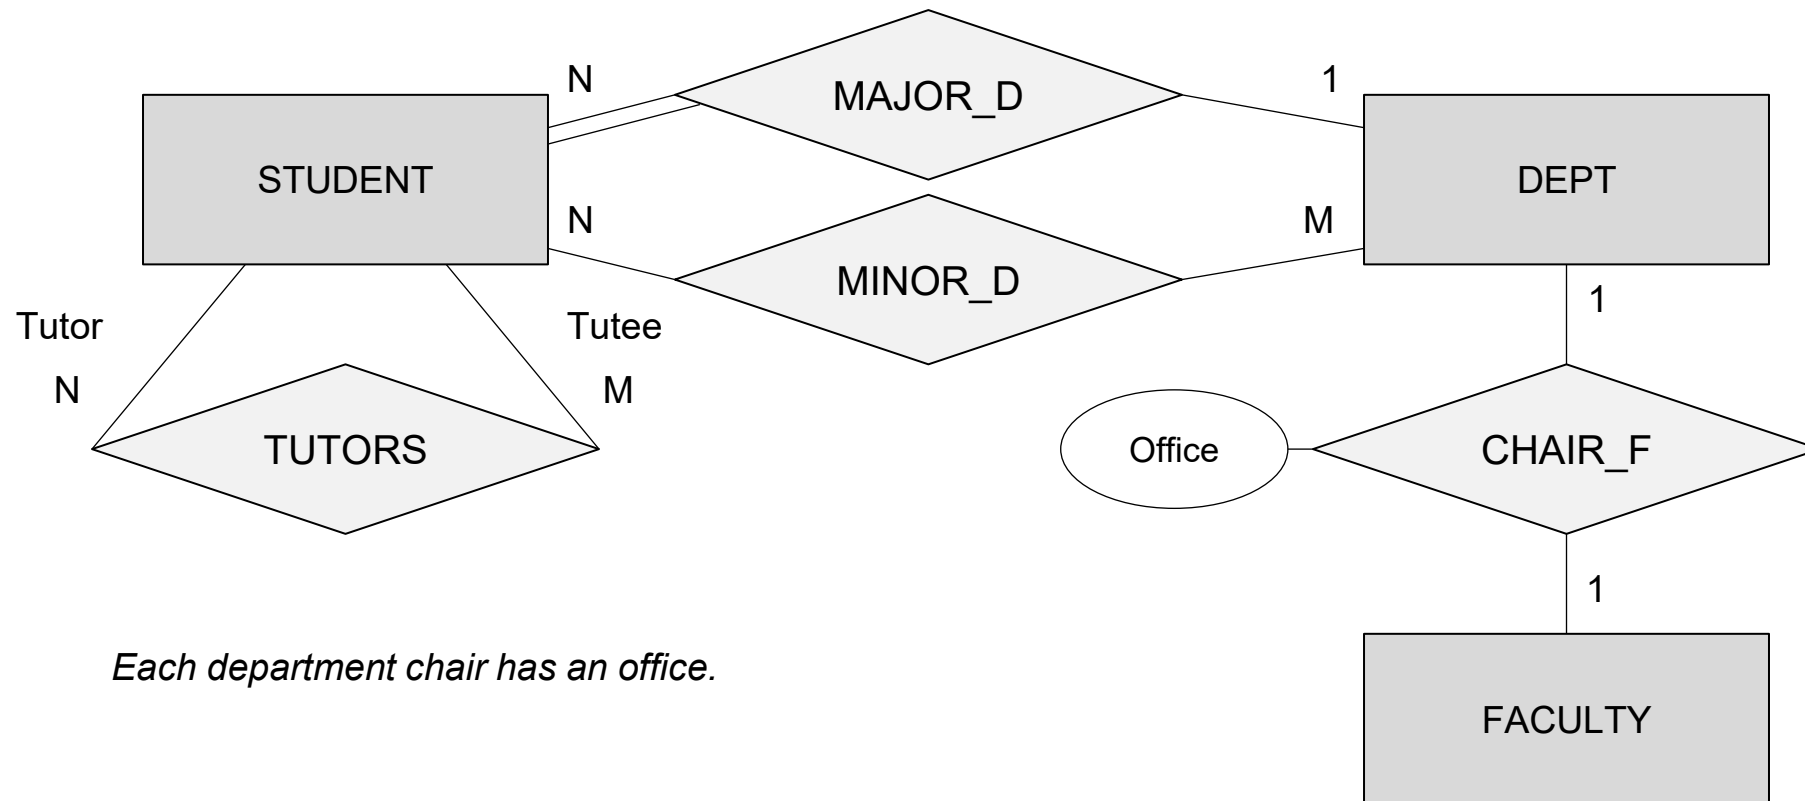 N
MAJOR_D
1
STUDENT
DEPT
N
MINOR_D
M
1
Tutor
Tutee
N
M
TUTORS
Office
CHAIR_F
1
Each department chair has an office.
FACULTY